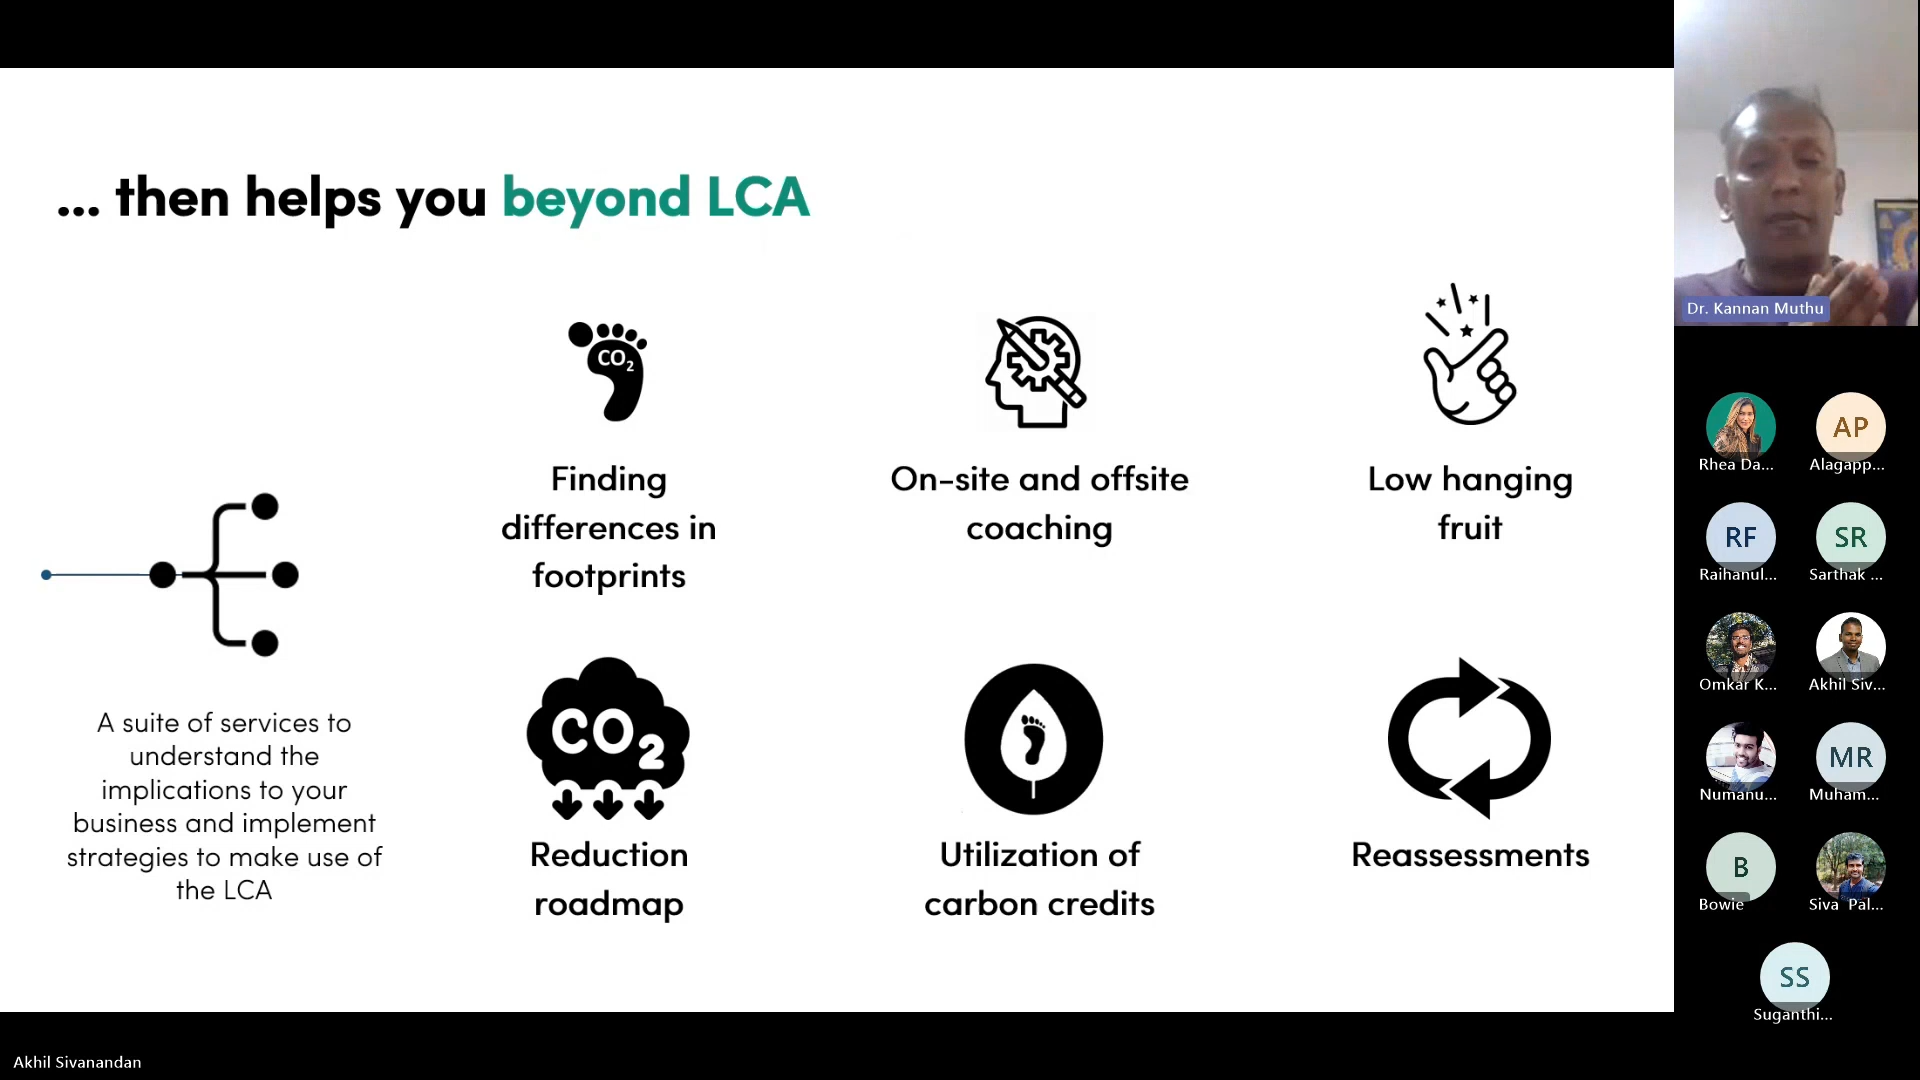 ... then helps you beyond LCA
CO2
Finding
differences in
footprints
On-site and offsite
coaching
Low hanging
fruit
A suite of services to
understand the
implications to your
business and implement
strategies to make use of
the LCA
CO2
Reduction
roadmap
Utilization of
carbon credits
Reassessments
Dr. Kannan Muthu
Rhea Da...
AP
Alagapp...
RF
Raihanul...
SR
Sarthak ...
Omkar K...
Akhil Siv...
Numanu...
MR
Muham...
B
Bowie
Siva Pal...
SS
Suganthi...
Akhil Sivanandan